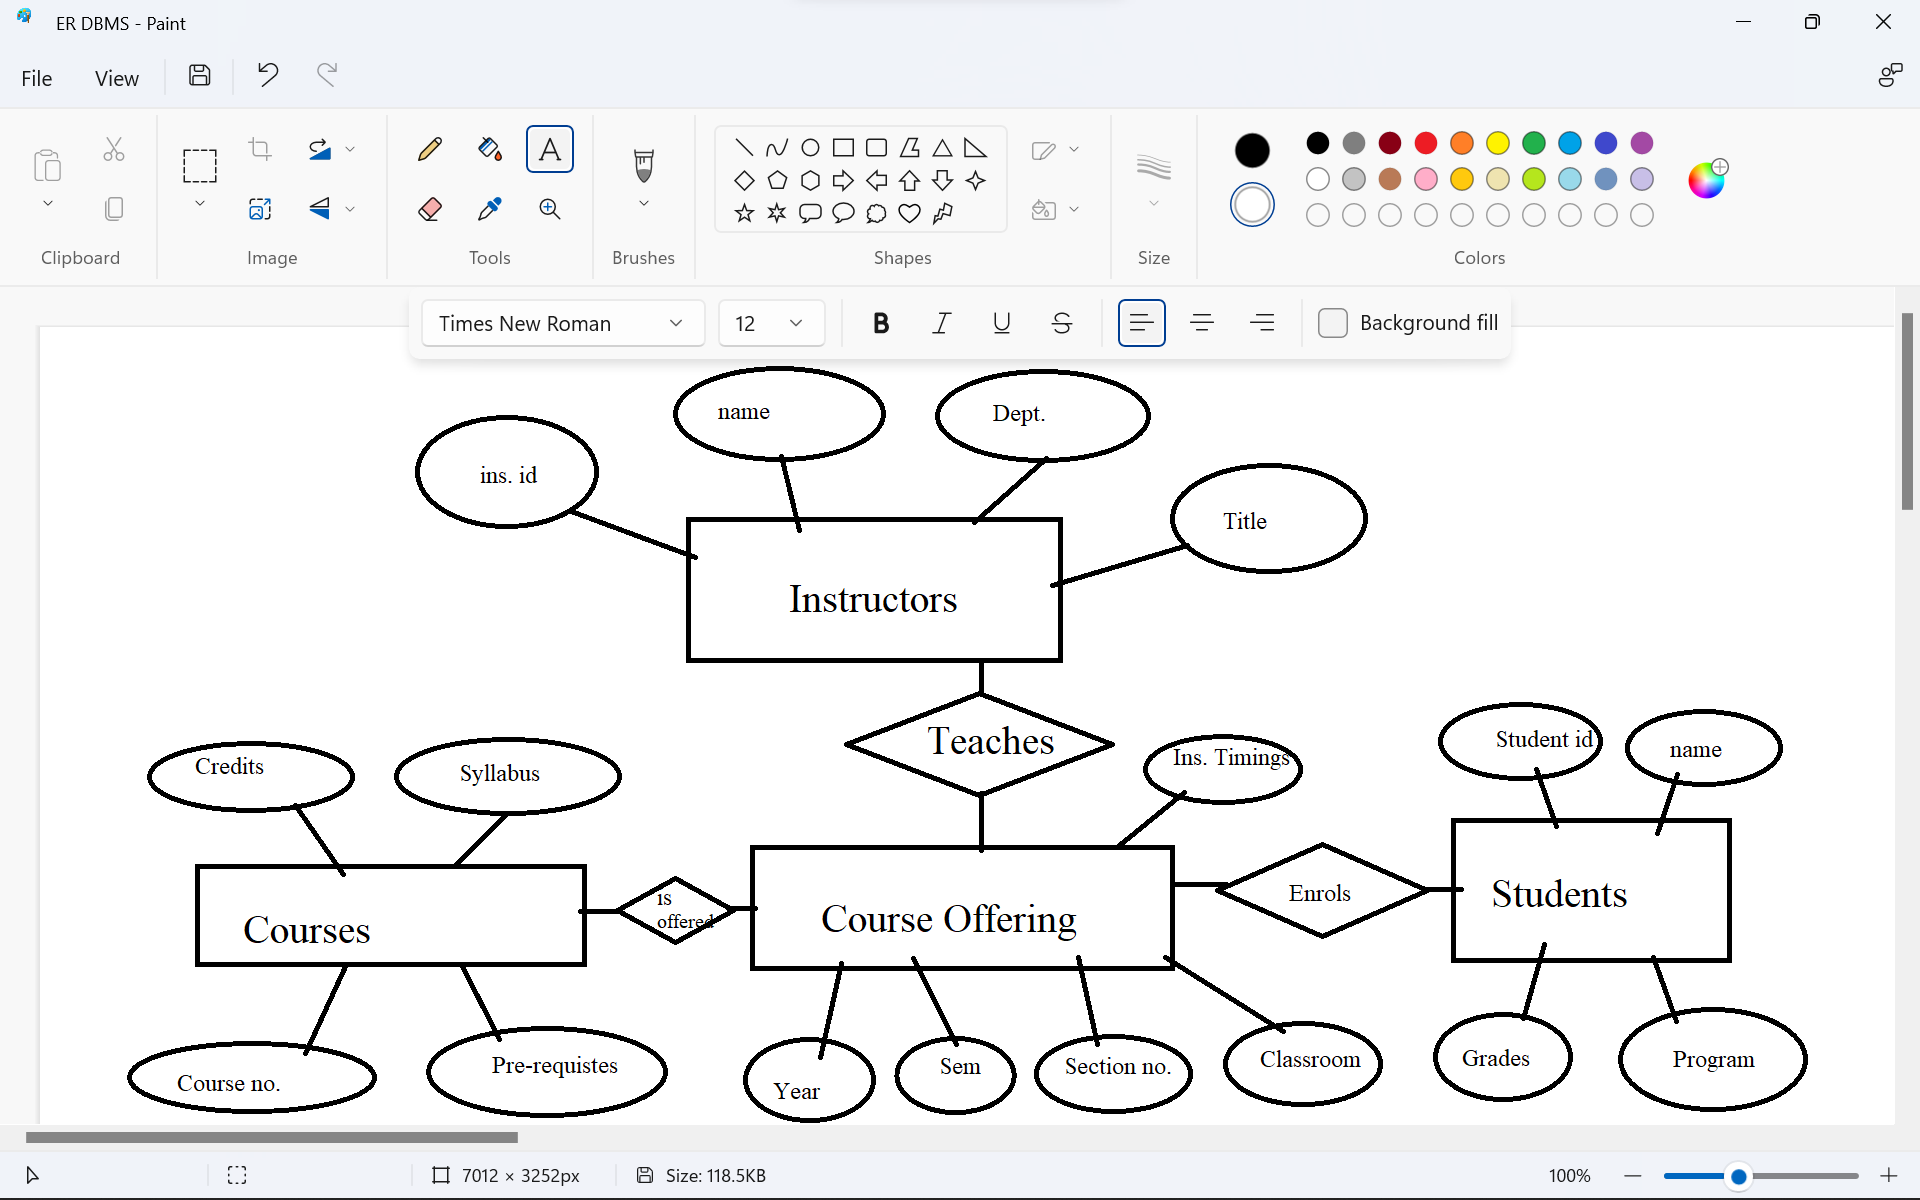 ER DBMS - Paint
File
View
Clipboard
Image
Tools
Brushes
Shapes
Size
Colors
Times New Roman
12
B
I
U
S
Background fill
name
Dept.
ins. id
Title
Instructors
Teaches
Ins. Timings
Student id
name
Credits
Syllabus
Courses
is
offered
Course Offering
Enrols
Students
Course no.
Pre-requistes
Year
Sem
Section no.
Classroom
Grades
Program
7012 × 3252px
Size: 118.5KB
100%